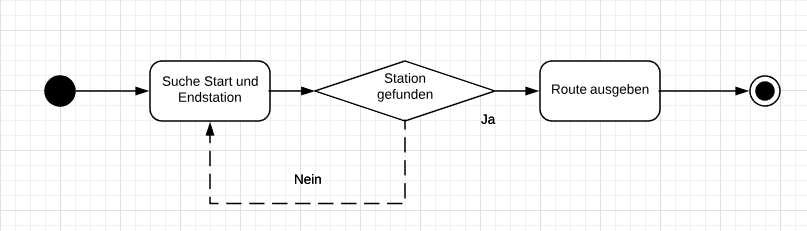 Suche Start und
Endstation
Station
gefunden
Route ausgeben
Ja
Nein